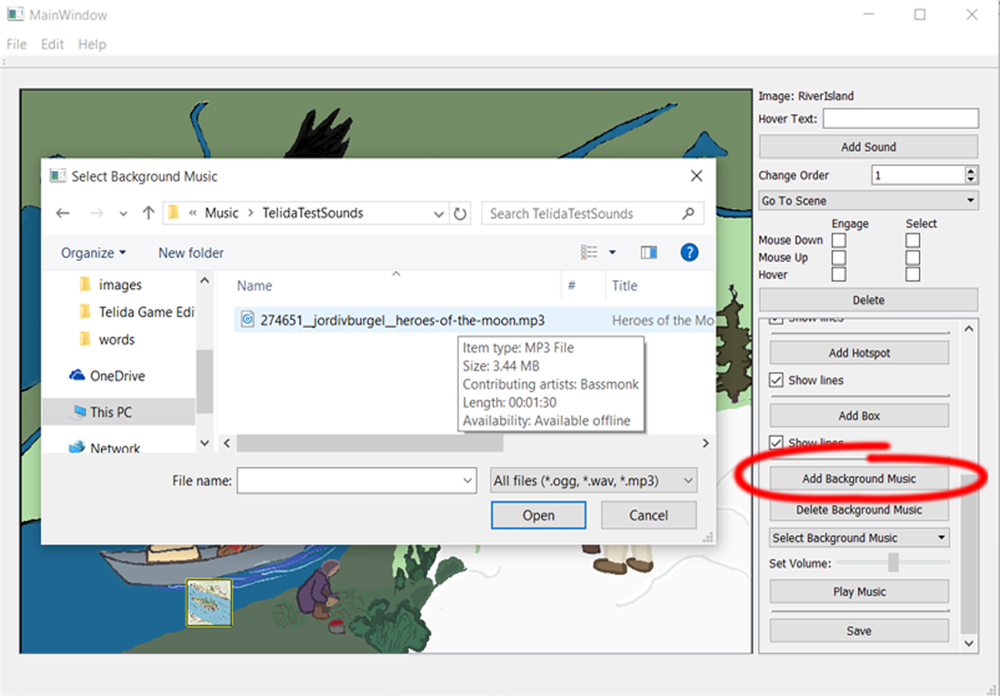 MainWindow
File Edit Help
Image: RiverIsland
Hover Text:
Add Sound
Change Order 1
Go To Scene
Engage Select
Mouse Down
Mouse Up
Hover
Delete
Show lines
Add Hotspot
Show lines
Add Box
Show lines
Add Background Music
Delete Background Music
Select Background Music
Set Volume:
Play Music
Save
Select Background Music
« Music > TelidaTestSounds
Search TelidaTestSounds
Organize New folder
?
images
Telida Game Edi
words
OneDrive
This PC
Network
Name # Title
274651__jordivburgel__heroes-of-the-moon.mp3 Heroes of the Mo
Item type: MP3 File
Size: 3.44 MB
Contributing artists: Bassmonk
Length: 00:01:30
Availability: Available offline
File name:
All files (*.ogg, *.wav, *.mp3)
Open Cancel